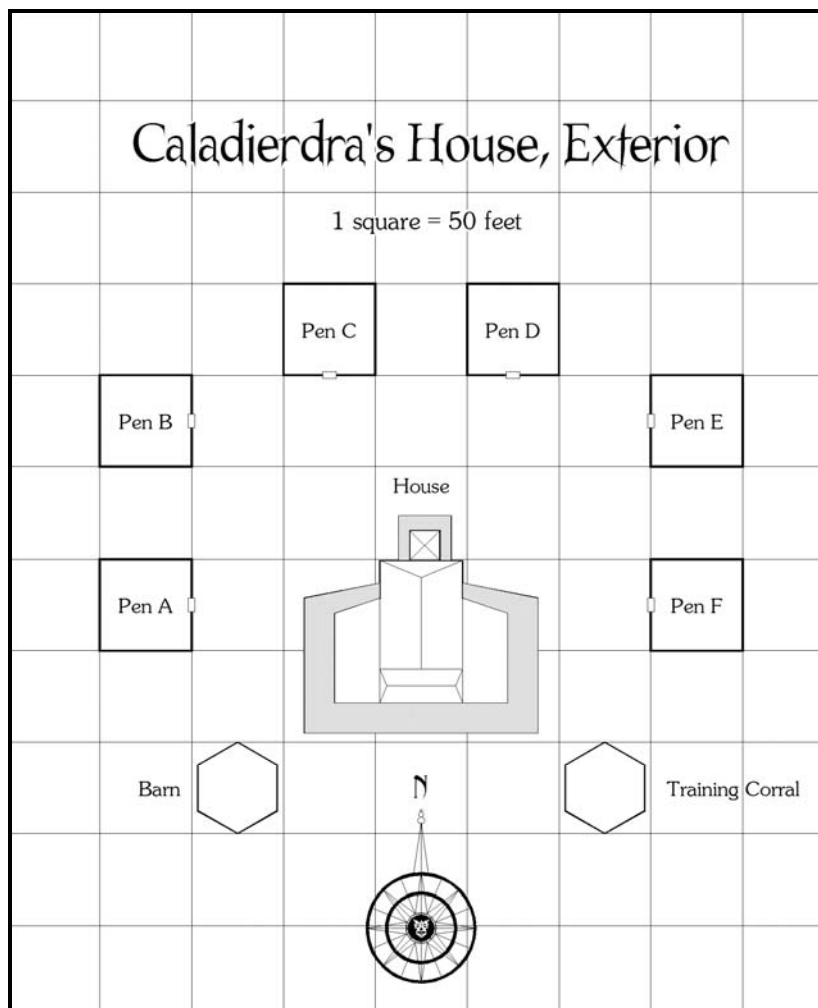 Caladierdra's House, Exterior
1 square = 50 feet
Pen C
Pen D
Pen B
Pen E
House
Pen A
Pen F
Barn
N
Training Corral